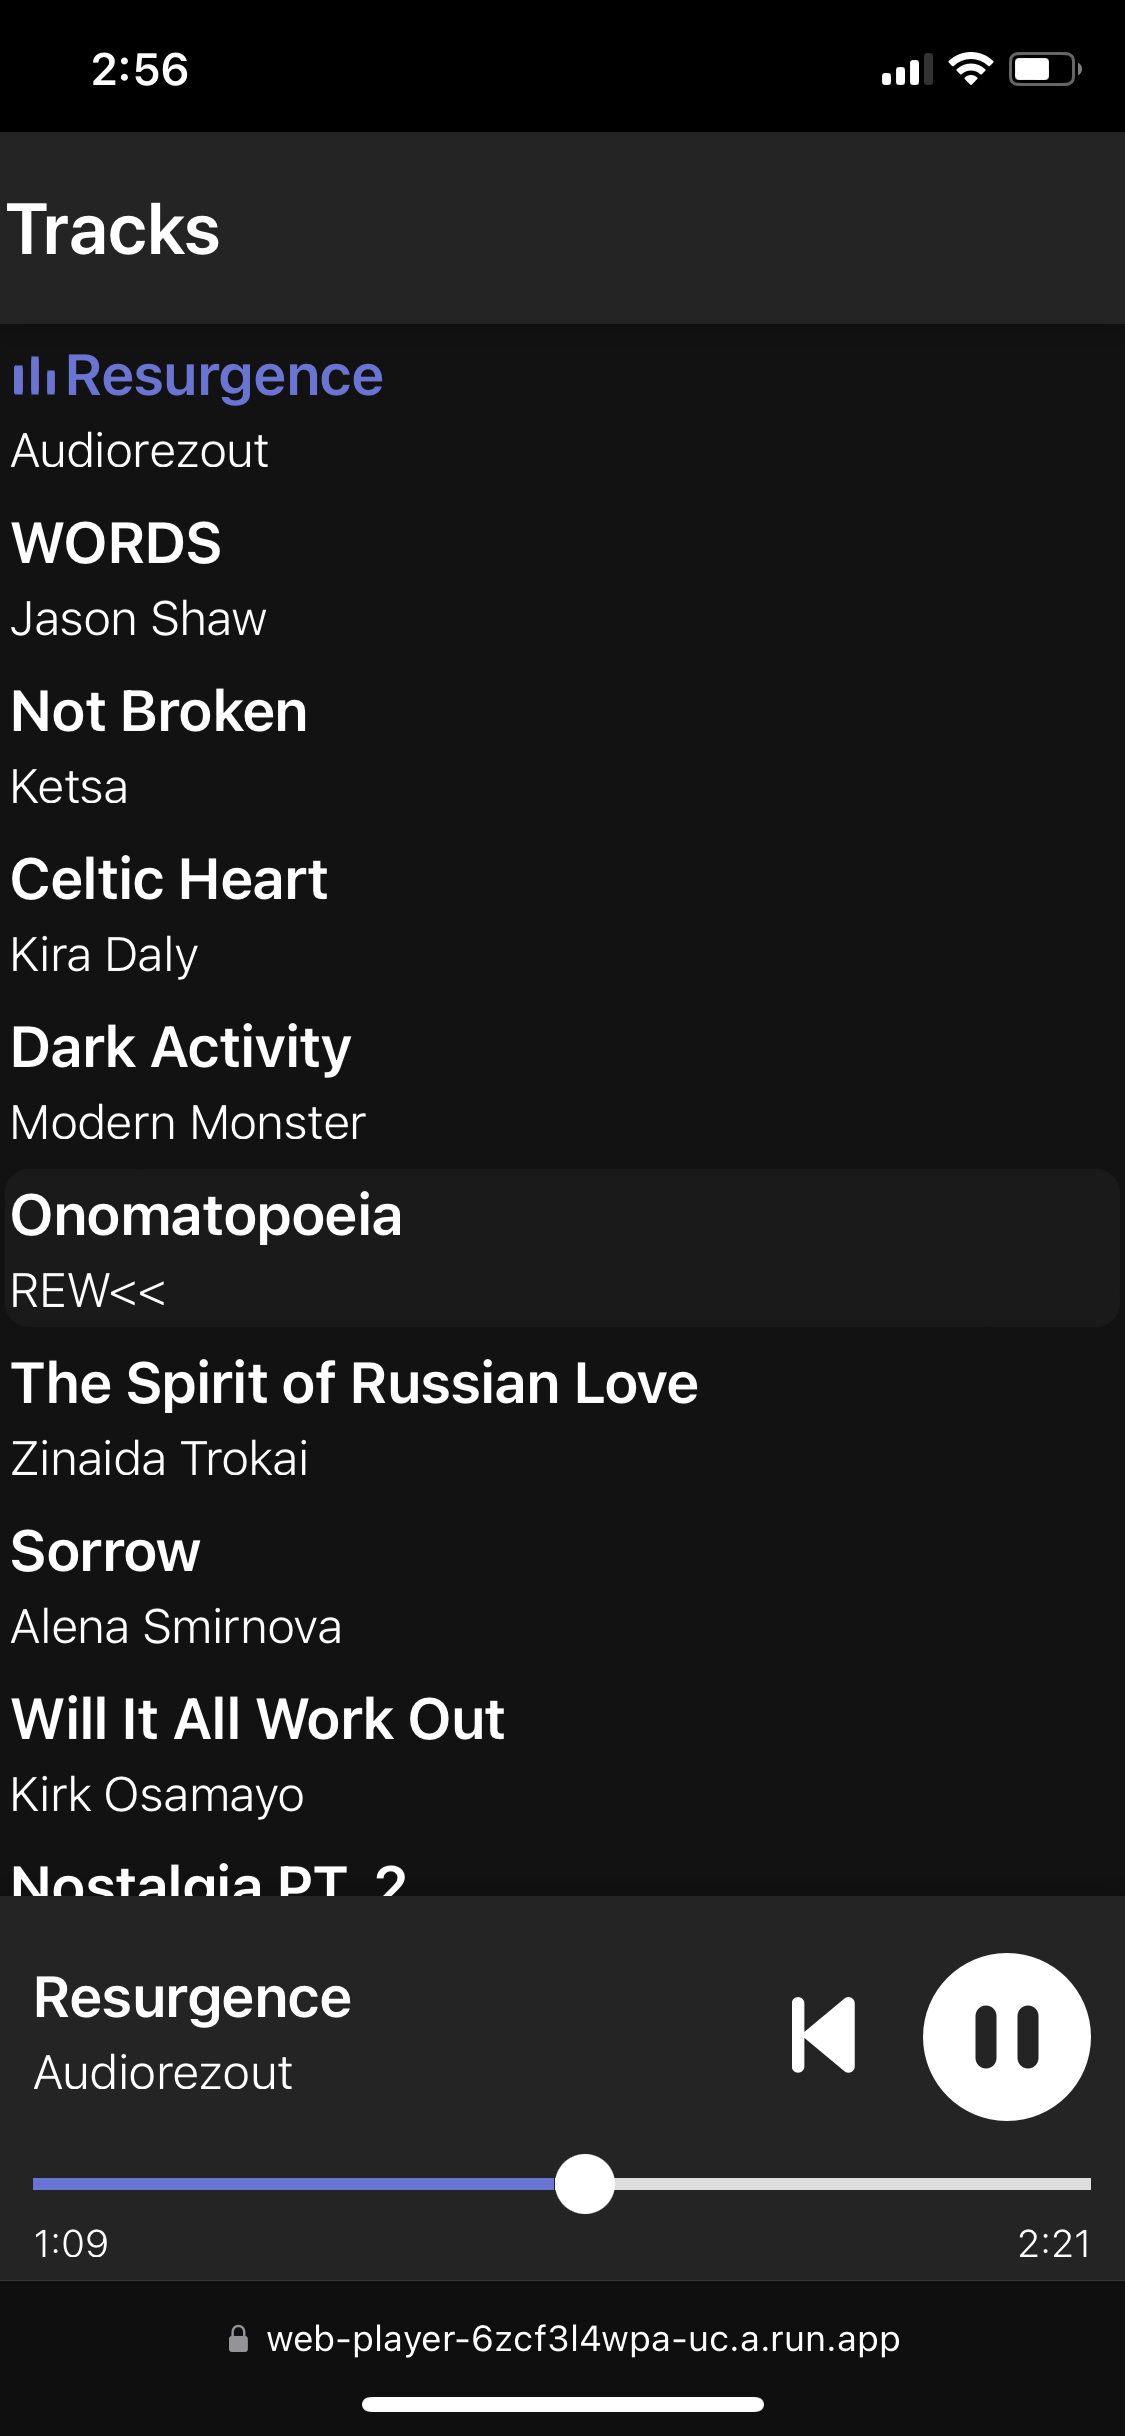 2:56
Tracks
Resurgence
Audiorezout
WORDS
Jason Shaw
Not Broken
Ketsa
Celtic Heart
Kira Daly
Dark Activity
Modern Monster
Onomatopoeia
REW<<
The Spirit of Russian Love
Zinaida Trokai
Sorrow
Alena Smirnova
Will It All Work Out
Kirk Osamayo
Nostalgia PT. 2
Resurgence
Audiorezout
1:09
2:21
web-player-6zcf3l4wpa-uc.a.run.app